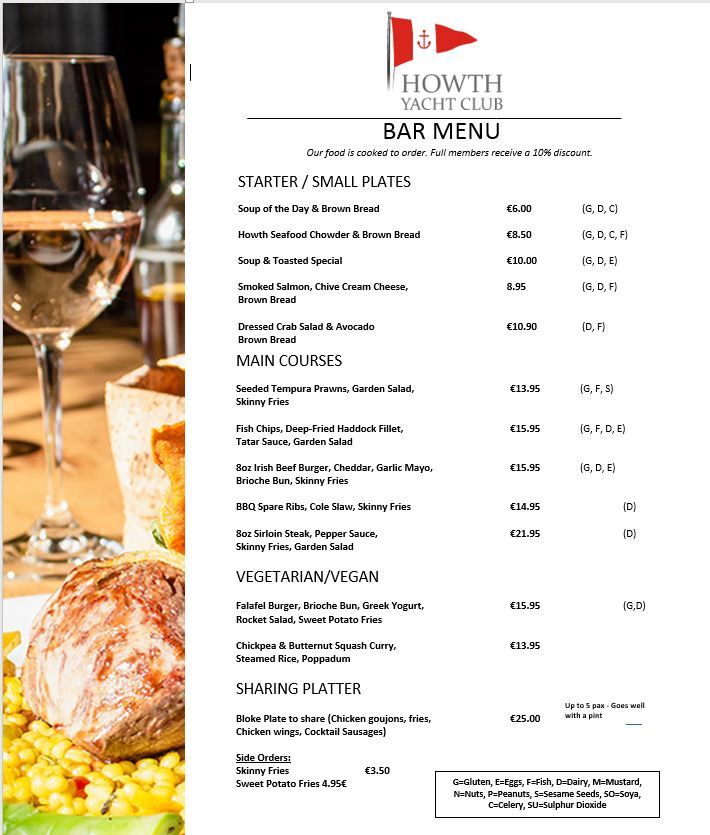 HOWTH
YACHT CLUB
BAR MENU
Our food is cooked to order. Full members receive a 10% discount.
STARTER / SMALL PLATES
Soup of the Day & Brown Bread €6.00 (G, D, C)
Howth Seafood Chowder & Brown Bread €8.50 (G, D, C, F)
Soup & Toasted Special €10.00 (G, D, E)
Smoked Salmon, Chive Cream Cheese, 8.95 (G, D, F)
Brown Bread
Dressed Crab Salad & Avocado €10.90 (D, F)
Brown Bread
MAIN COURSES
Seeded Tempura Prawns, Garden Salad, €13.95 (G, F, S)
Skinny Fries
Fish Chips, Deep-Fried Haddock Fillet, €15.95 (G, F, D, E)
Tatar Sauce, Garden Salad
8oz Irish Beef Burger, Cheddar, Garlic Mayo, €15.95 (G, D, E)
Brioche Bun, Skinny Fries
BBQ Spare Ribs, Cole Slaw, Skinny Fries €14.95 (D)
8oz Sirloin Steak, Pepper Sauce, €21.95 (D)
Skinny Fries, Garden Salad
VEGETARIAN/VEGAN
Falafel Burger, Brioche Bun, Greek Yogurt, €15.95 (G,D)
Rocket Salad, Sweet Potato Fries
Chickpea & Butternut Squash Curry, €13.95
Steamed Rice, Poppadum
SHARING PLATTER
Up to 5 pax - Goes well
with a pint
Bloke Plate to share (Chicken goujons, fries, €25.00
Chicken wings, Cocktail Sausages)
Side Orders:
Skinny Fries €3.50
Sweet Potato Fries 4.95€
G=Gluten, E=Eggs, F=Fish, D=Dairy, M=Mustard,
N=Nuts, P=Peanuts, S=Sesame Seeds, SO=Soya,
C=Celery, SU=Sulphur Dioxide